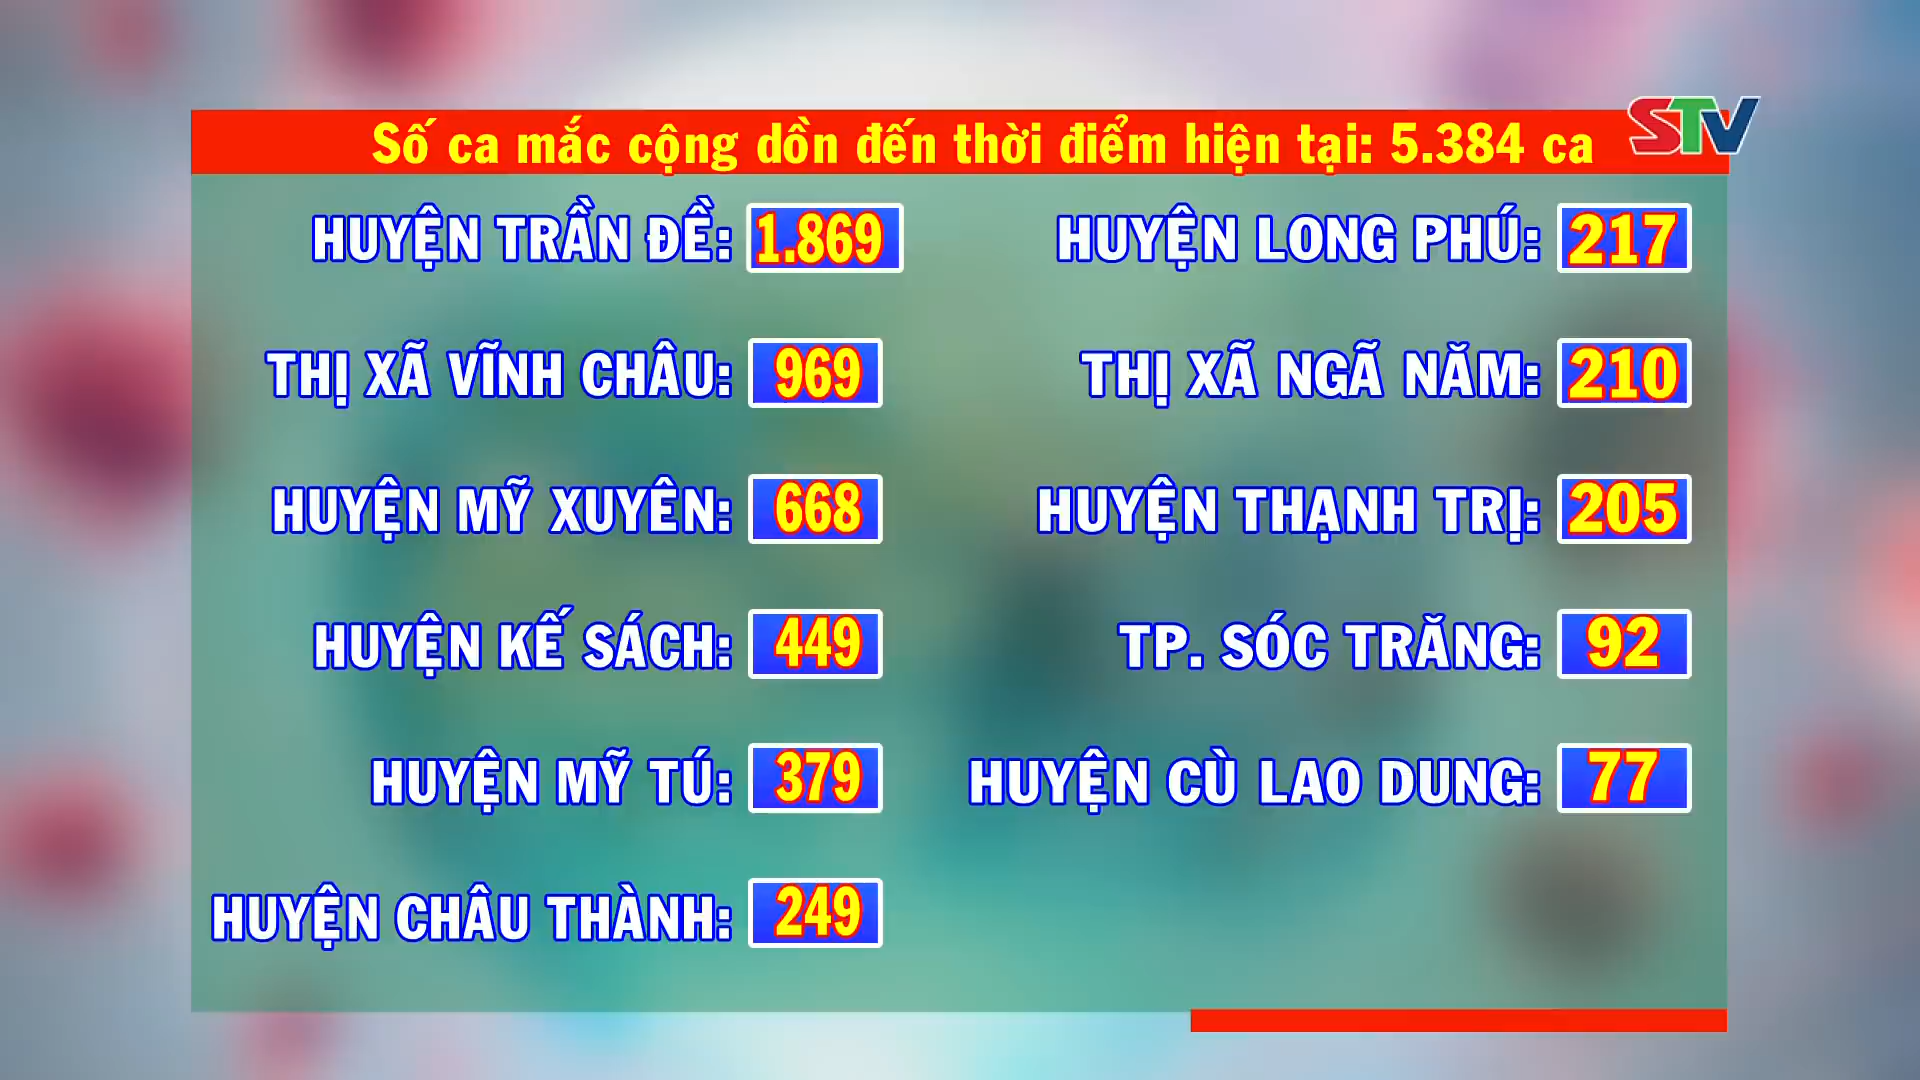 STV
Số ca mắc cộng dồn đến thời điểm hiện tại: 5.384 ca
HUYỆN TRẦN ĐỀ: 1.869
THỊ XÃ VĨNH CHÂU: 969
HUYỆN MỸ XUYÊN: 668
HUYỆN KẾ SÁCH: 449
HUYỆN MỸ TÚ: 379
HUYỆN CHÂU THÀNH: 249
HUYỆN LONG PHÚ: 217
THỊ XÃ NGÃ NĂM: 210
HUYỆN THẠNH TRỊ: 205
TP. SÓC TRĂNG: 92
HUYỆN CÙ LAO DUNG: 77